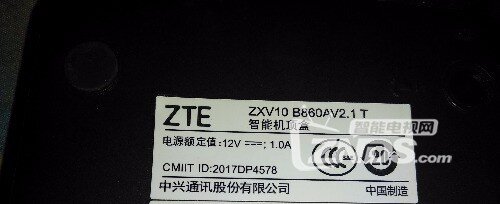 ZTE
ZXV10 B860AV2.1 T
智能机顶盒
电源额定值:12V ⎓ 1.0A
CMIIT ID:2017DP4578
中兴通讯股份有限公司
中国制造
20
智能电视网